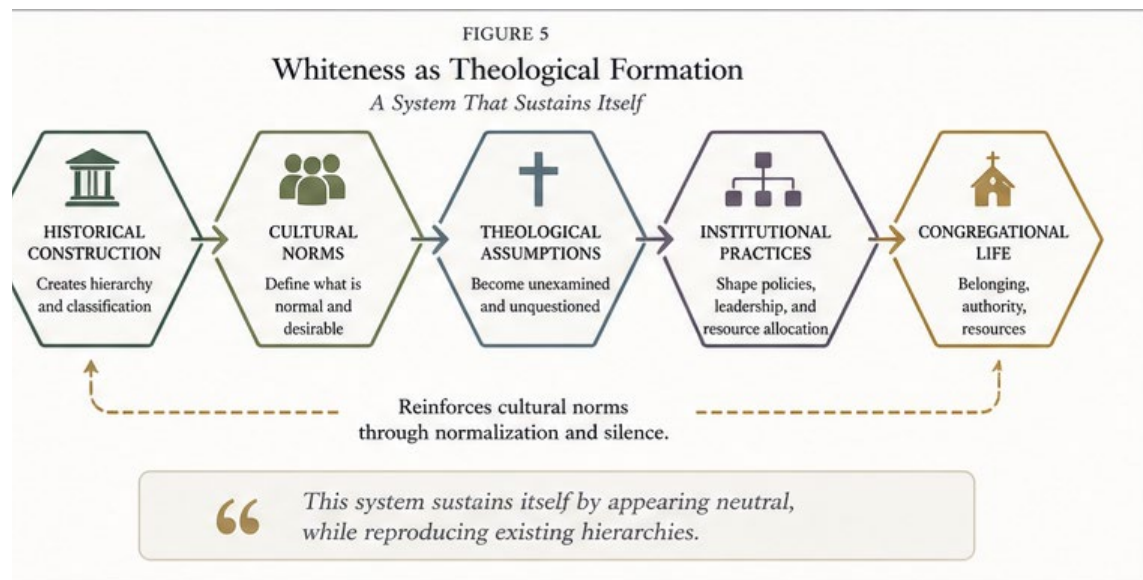 FIGURE 5
Whiteness as Theological Formation
A System That Sustains Itself
HISTORICAL
CONSTRUCTION
Creates hierarchy
and classification
CULTURAL
NORMS
Define what is
normal and
desirable
THEOLOGICAL
ASSUMPTIONS
Become unexamined
and unquestioned
INSTITUTIONAL
PRACTICES
Shape policies,
leadership, and
resource allocation
CONGREGATIONAL
LIFE
Belonging,
authority,
resources
Reinforces cultural norms
through normalization and silence.
“ This system sustains itself by appearing neutral,
while reproducing existing hierarchies.